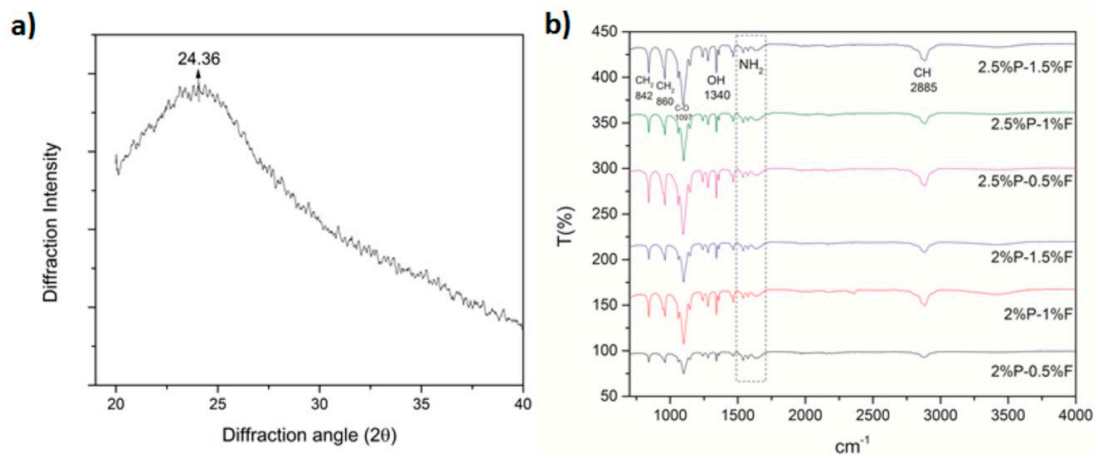 a)
24.36
Diffraction Intensity
20
25
30
35
40
Diffraction angle (2θ)
b)
450
400
350
300
250
200
150
100
50
T(%)
CH2
842
CH2
860
C-O
1097
OH
1340
NH2
CH
2885
2.5%P-1.5%F
2.5%P-1%F
2.5%P-0.5%F
2%P-1.5%F
2%P-1%F
2%P-0.5%F
1000
1500
2000
2500
3000
3500
4000
cm-1